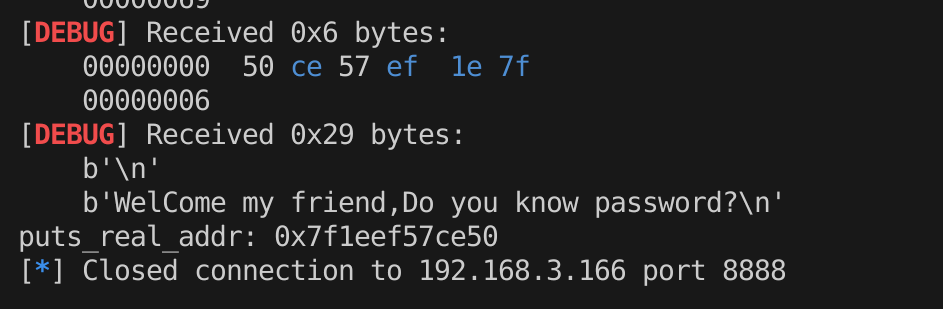 00000069
[DEBUG] Received 0x6 bytes:
00000000 50 ce 57 ef 1e 7f
00000006
[DEBUG] Received 0x29 bytes:
b'\n'
b'WelCome my friend,Do you know password?\n'
puts_real_addr: 0x7f1eef57ce50
[*] Closed connection to 192.168.3.166 port 8888